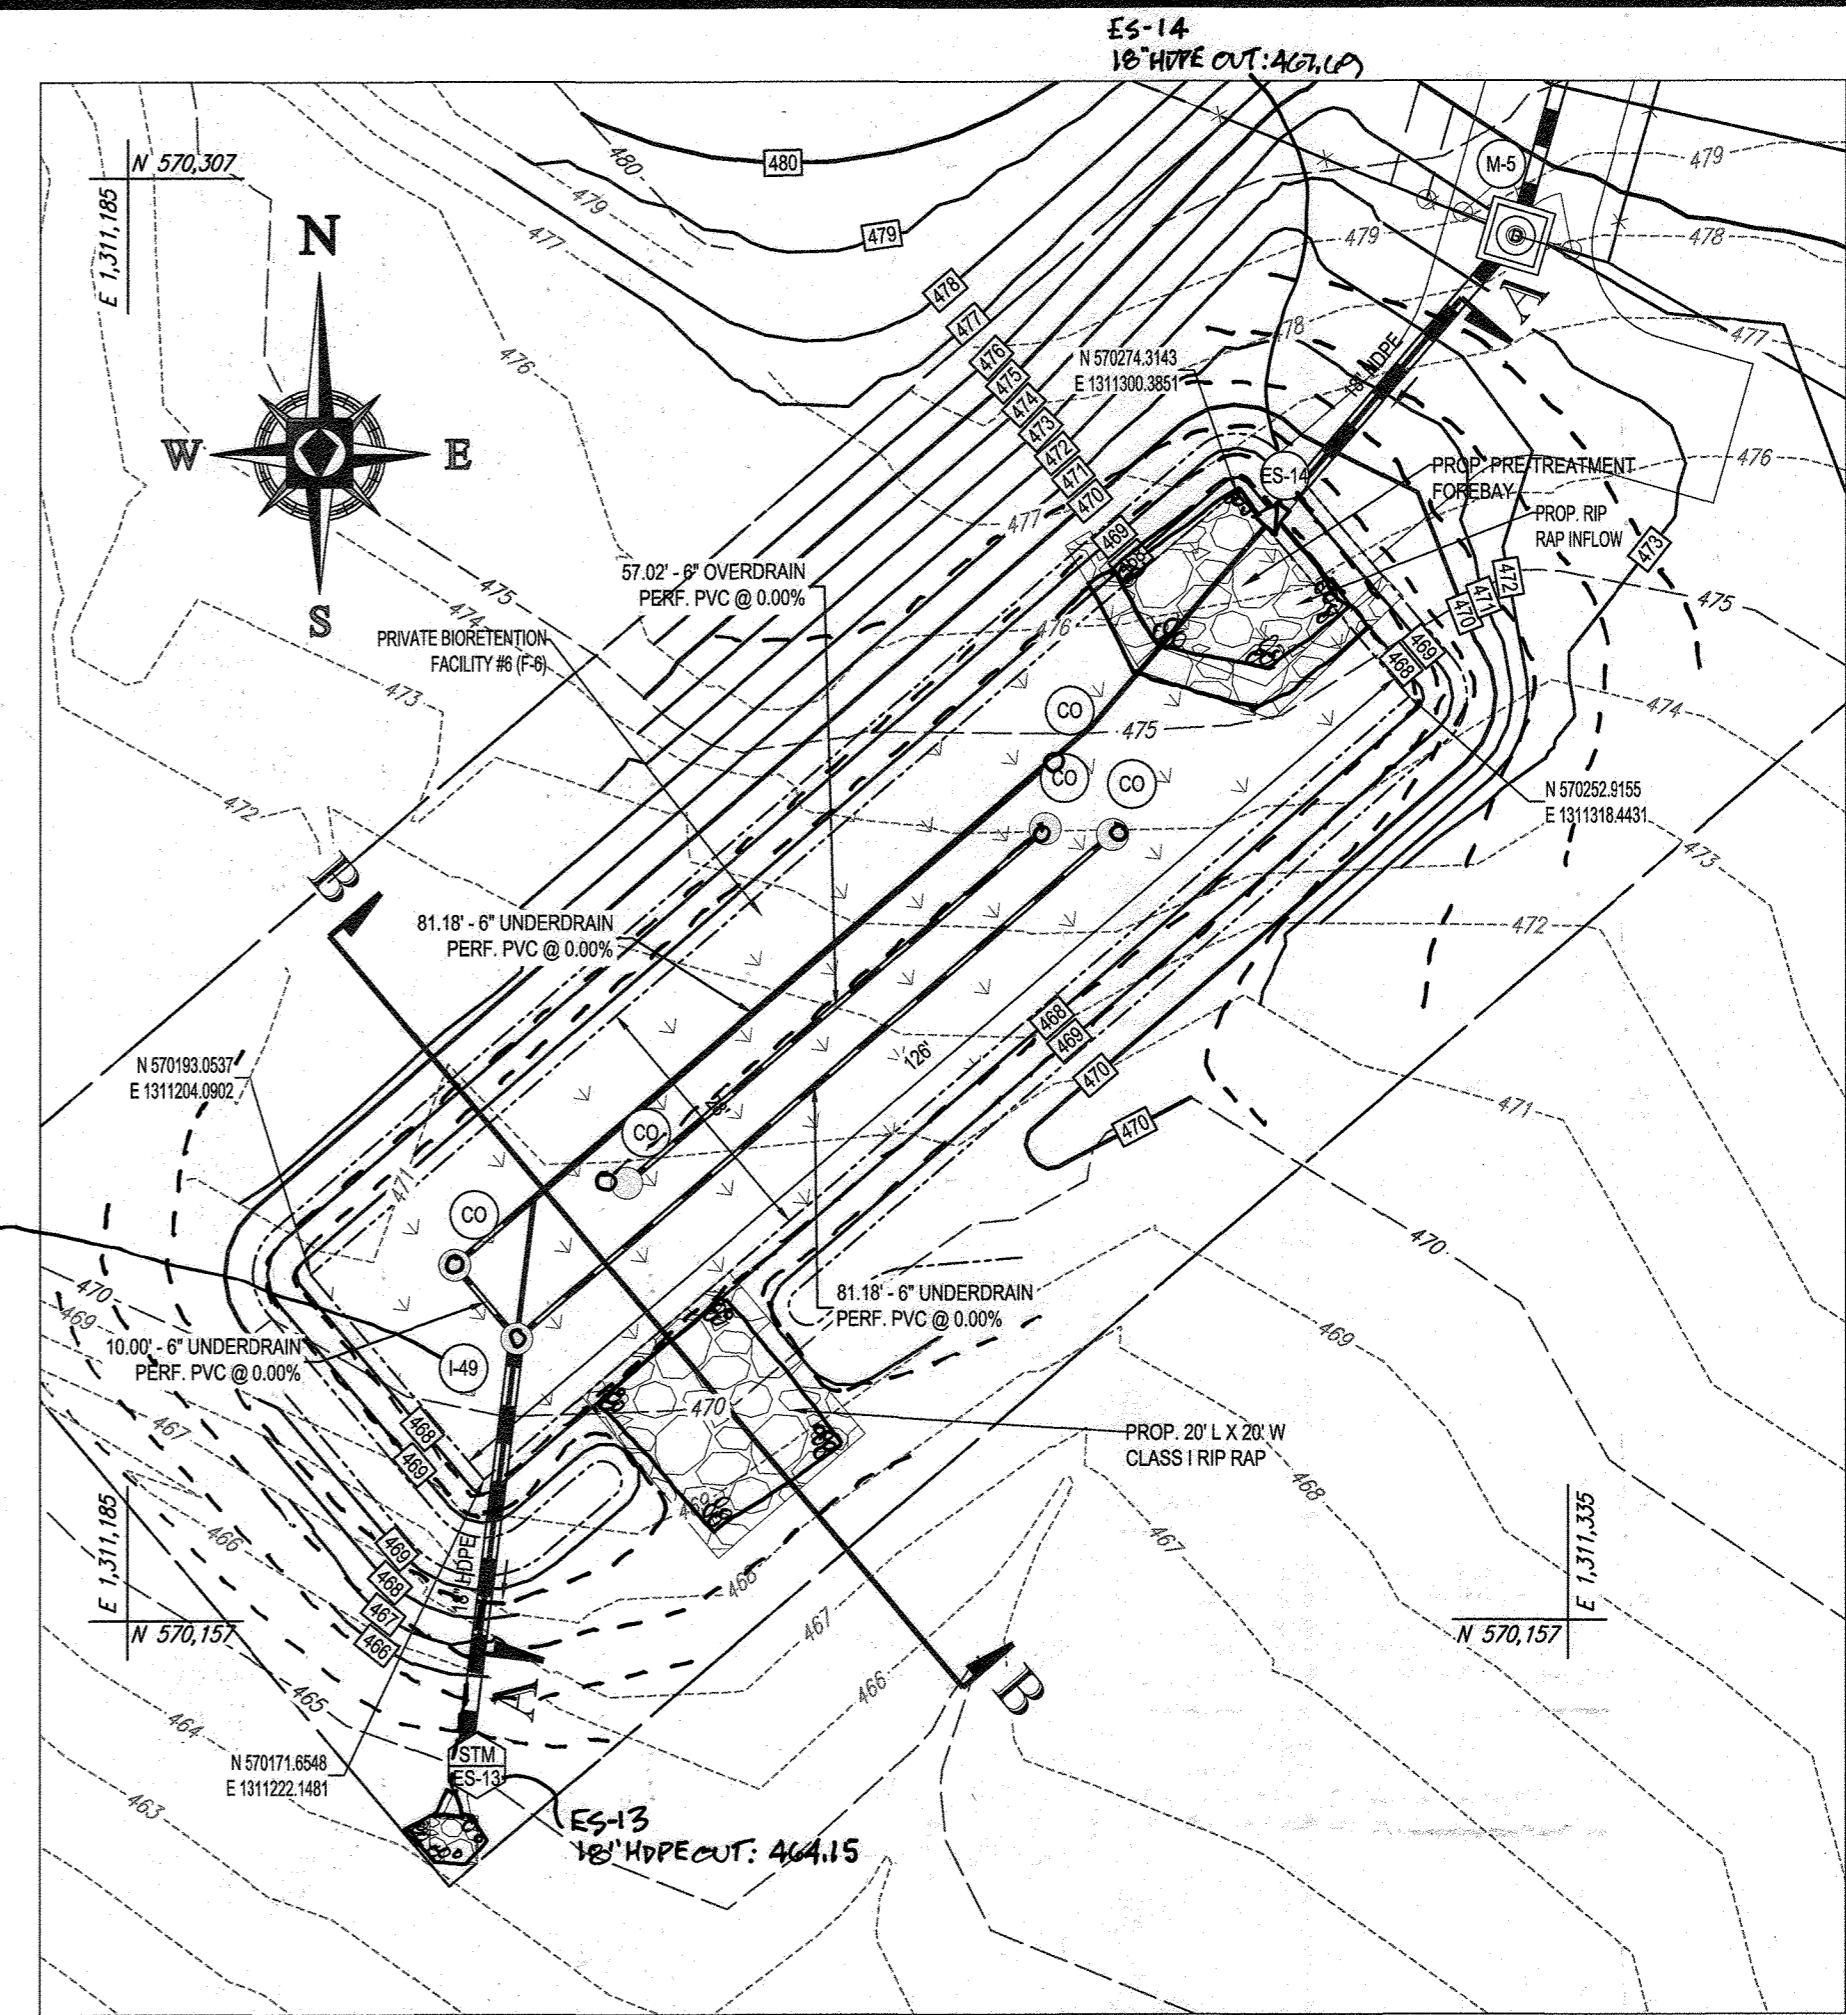 ES-14
18" HDPE OUT: 467.69
N 570,307
E 1,311,185
N
W
E
S
480
479
477
476
475
474
473
472
480
479
478
477
476
475
474
473
472
471
470
469
M-5
479
478
479
477
476
475
474
473
472
471
470
469
468
467
466
A
18" HDPE
N 570274.3143
E 1311300.3851
ES-14
PROP. PRE-TREATMENT
FOREBAY
PROP. RIP
RAP INFLOW
473
472
471
470
469
468
477
476
475
57.02' - 6" OVERDRAIN
PERF. PVC @ 0.00%
PRIVATE BIORETENTION
FACILITY #6 (F-6)
CO
CO
CO
N 570252.9155
E 1311318.4431
B
81.18' - 6" UNDERDRAIN
PERF. PVC @ 0.00%
468
469
470
470
126'
N 570193.0537
E 1311204.0902
CO
CO
471
81.18' - 6" UNDERDRAIN
PERF. PVC @ 0.00%
10.00' - 6" UNDERDRAIN
PERF. PVC @ 0.00%
I-49
470
PROP. 20' L X 20' W
CLASS I RIP RAP
470
469
467
466
465
464
463
468
469
469
468
467
466
469
468
467
466
18" HDPE
E 1,311,185
N 570,157
E 1,311,335
N 570,157
A
B
N 570171.6548
E 1311222.1481
STM
ES-13
ES-13
18" HDPE OUT: 464.15